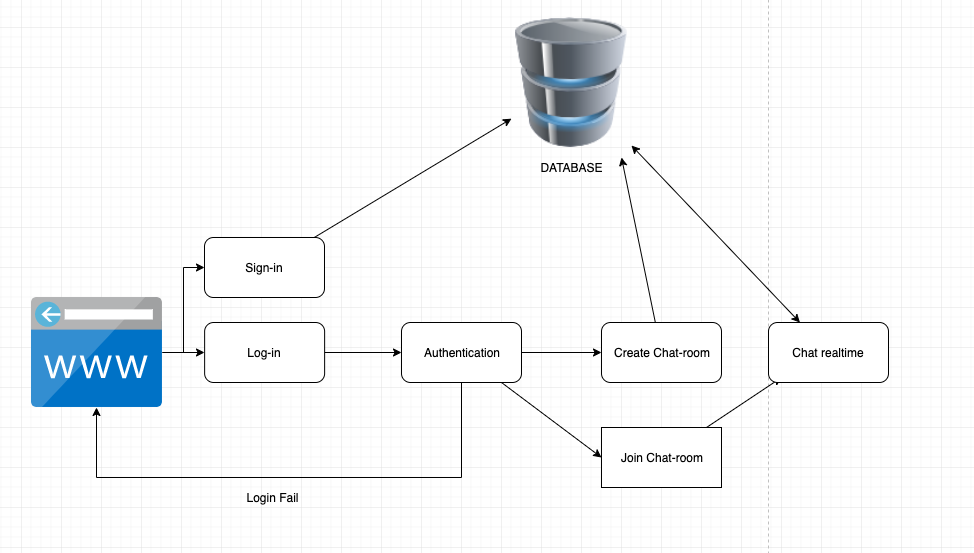 DATABASE
Sign-in
WWW
Log-in
Authentication
Create Chat-room
Chat realtime
Join Chat-room
Login Fail